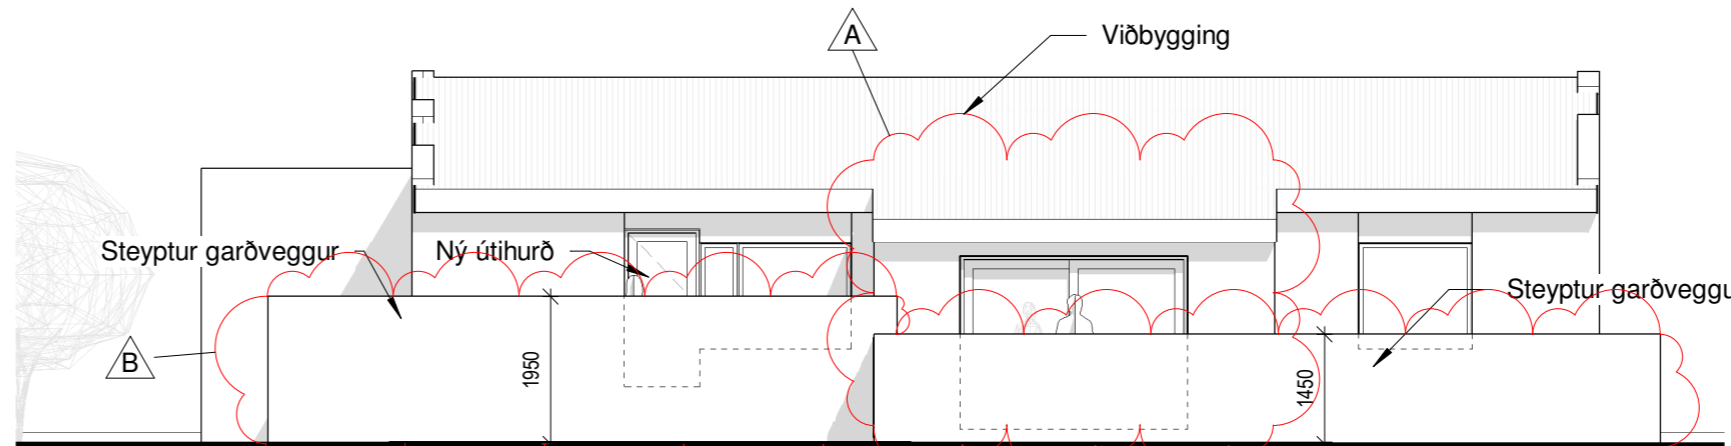 A
Viðbygging
Steyptur garðveggur
Ný útihurð
Steyptur garðveggu
B
1950
1450